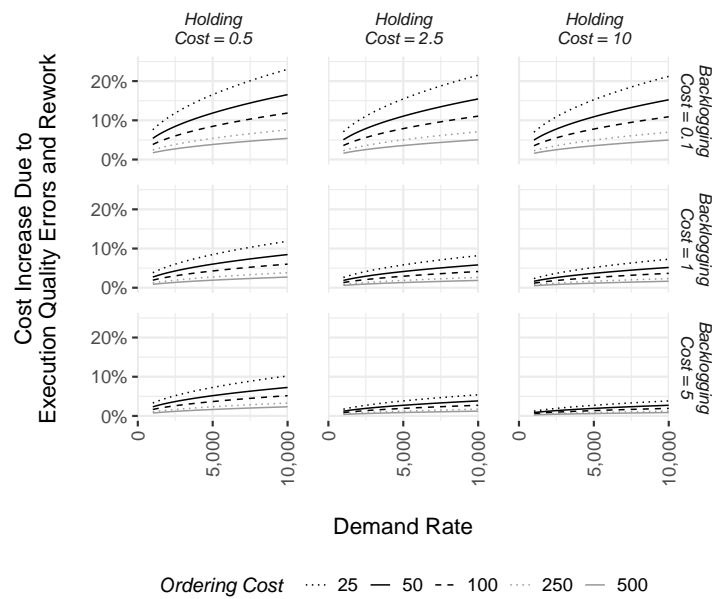 Holding
Cost = 0.5
Holding
Cost = 2.5
Holding
Cost = 10
Cost Increase Due to
Execution Quality Errors and Rework
20%
10%
0%
Backlogging
Cost = 0.1
20%
10%
0%
Backlogging
Cost = 1
20%
10%
0%
Backlogging
Cost = 5
0
5,000
10,000
0
5,000
10,000
0
5,000
10,000
Demand Rate
Ordering Cost 25 50 100 250 500